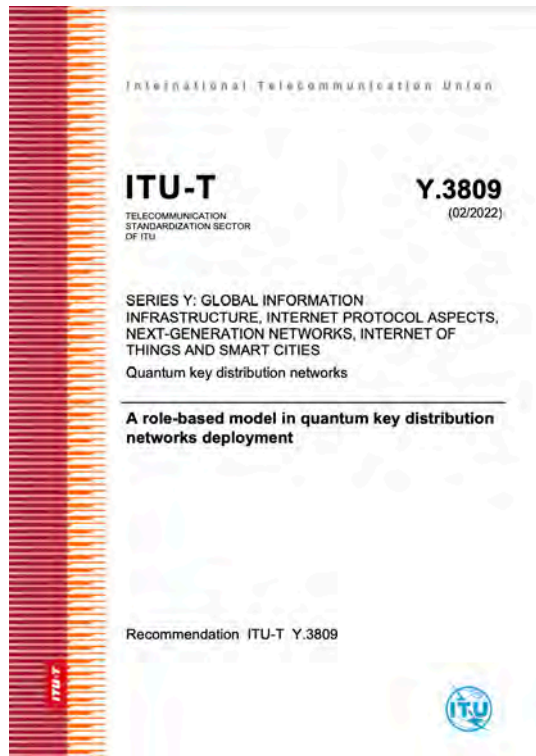 International Telecommunication Union
ITU-T
Y.3809
TELECOMMUNICATION
(02/2022)
STANDARDIZATION SECTOR
OF ITU
SERIES Y: GLOBAL INFORMATION
INFRASTRUCTURE, INTERNET PROTOCOL ASPECTS,
NEXT-GENERATION NETWORKS, INTERNET OF
THINGS AND SMART CITIES
Quantum key distribution networks
A role-based model in quantum key distribution
networks deployment
Recommendation ITU-T Y.3809
ITU-T
ITU